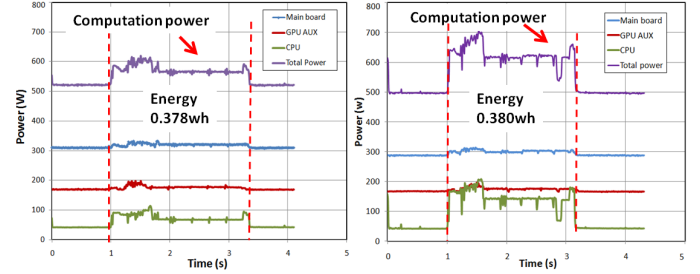 800
700
600
500
400
300
200
100
0
Power (W)
Computation power
Main board
GPU AUX
CPU
Total Power
Energy
0.378wh
0 1 2 3 4 5
Time (s)
800
700
600
500
400
300
200
100
0
Power (w)
Computation power
Main board
GPU AUX
CPU
Total power
Energy
0.380wh
0 1 2 3 4 5
Time (s)